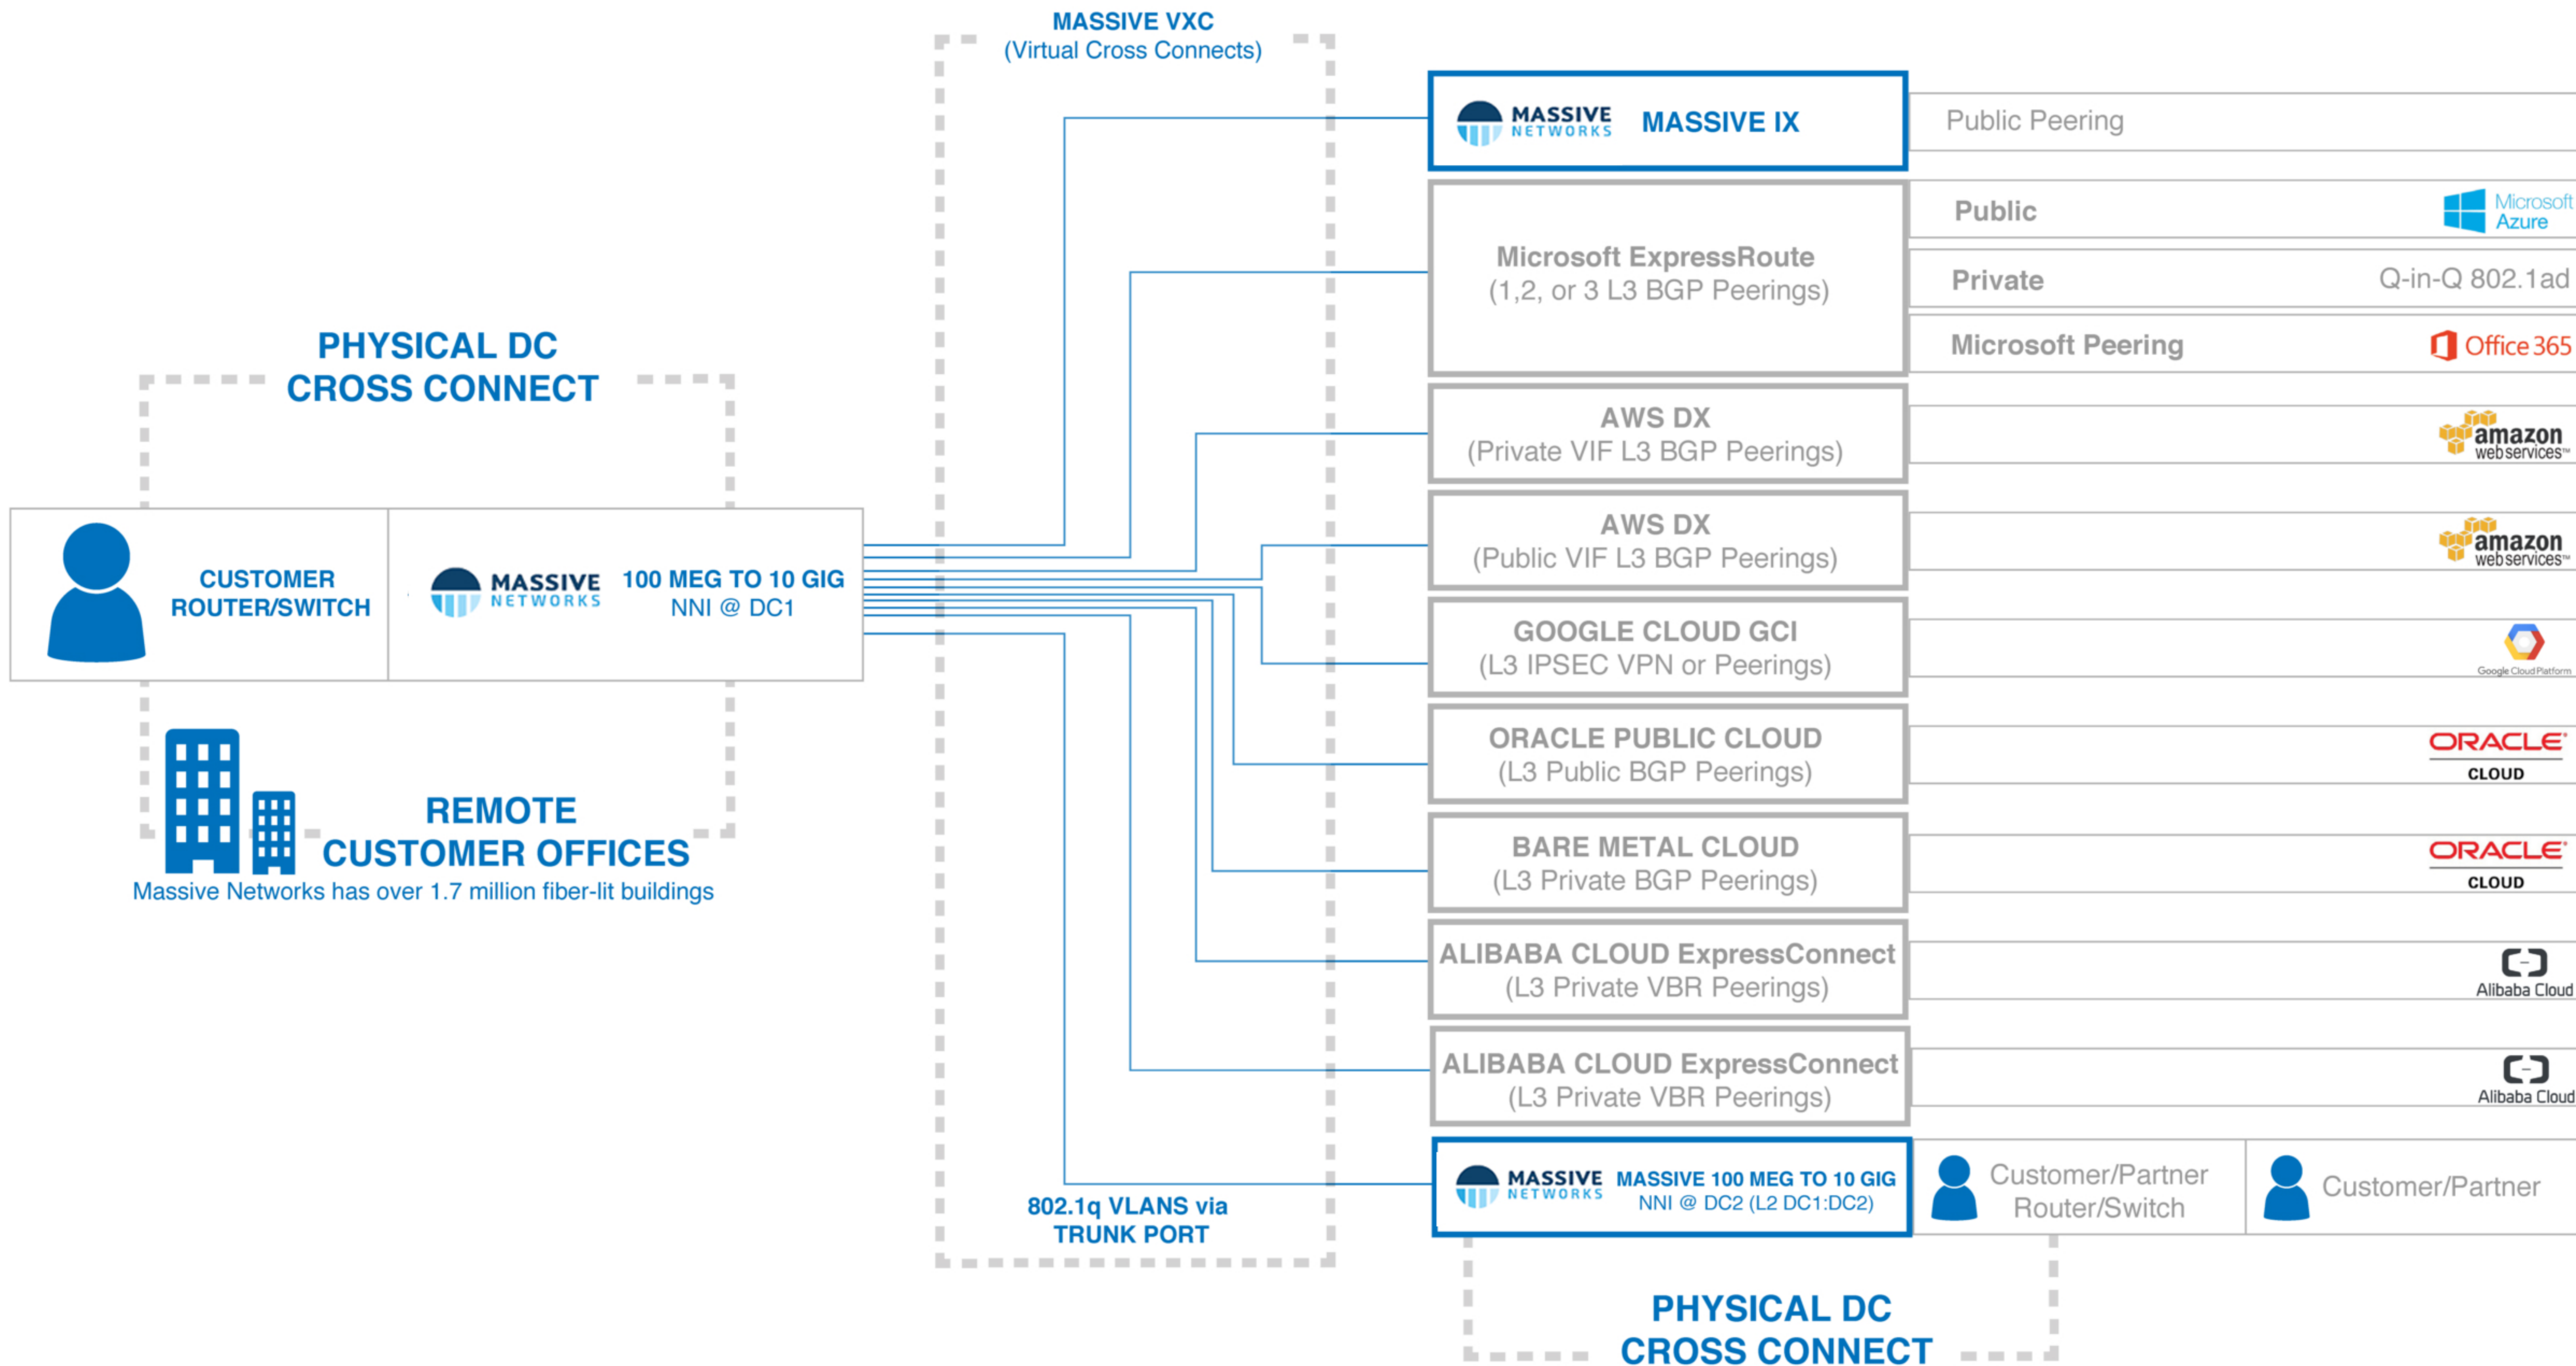 MASSIVE VXC
(Virtual Cross Connects)
MASSIVE
NETWORKS
MASSIVE IX
Public Peering
Microsoft ExpressRoute
(1,2, or 3 L3 BGP Peerings)
Public
Microsoft
Azure
Private
Q-in-Q 802.1ad
Microsoft Peering
Office 365
PHYSICAL DC
CROSS CONNECT
AWS DX
(Private VIF L3 BGP Peerings)
amazon
webservices™
AWS DX
(Public VIF L3 BGP Peerings)
amazon
webservices™
CUSTOMER
ROUTER/SWITCH
MASSIVE
NETWORKS
100 MEG TO 10 GIG
NNI @ DC1
GOOGLE CLOUD GCI
(L3 IPSEC VPN or Peerings)
Google Cloud Platform
ORACLE PUBLIC CLOUD
(L3 Public BGP Peerings)
ORACLE®
CLOUD
REMOTE
CUSTOMER OFFICES
Massive Networks has over 1.7 million fiber-lit buildings
BARE METAL CLOUD
(L3 Private BGP Peerings)
ORACLE®
CLOUD
ALIBABA CLOUD ExpressConnect
(L3 Private VBR Peerings)
Alibaba Cloud
ALIBABA CLOUD ExpressConnect
(L3 Private VBR Peerings)
Alibaba Cloud
802.1q VLANS via
TRUNK PORT
MASSIVE
NETWORKS
MASSIVE 100 MEG TO 10 GIG
NNI @ DC2 (L2 DC1:DC2)
Customer/Partner
Router/Switch
Customer/Partner
PHYSICAL DC
CROSS CONNECT